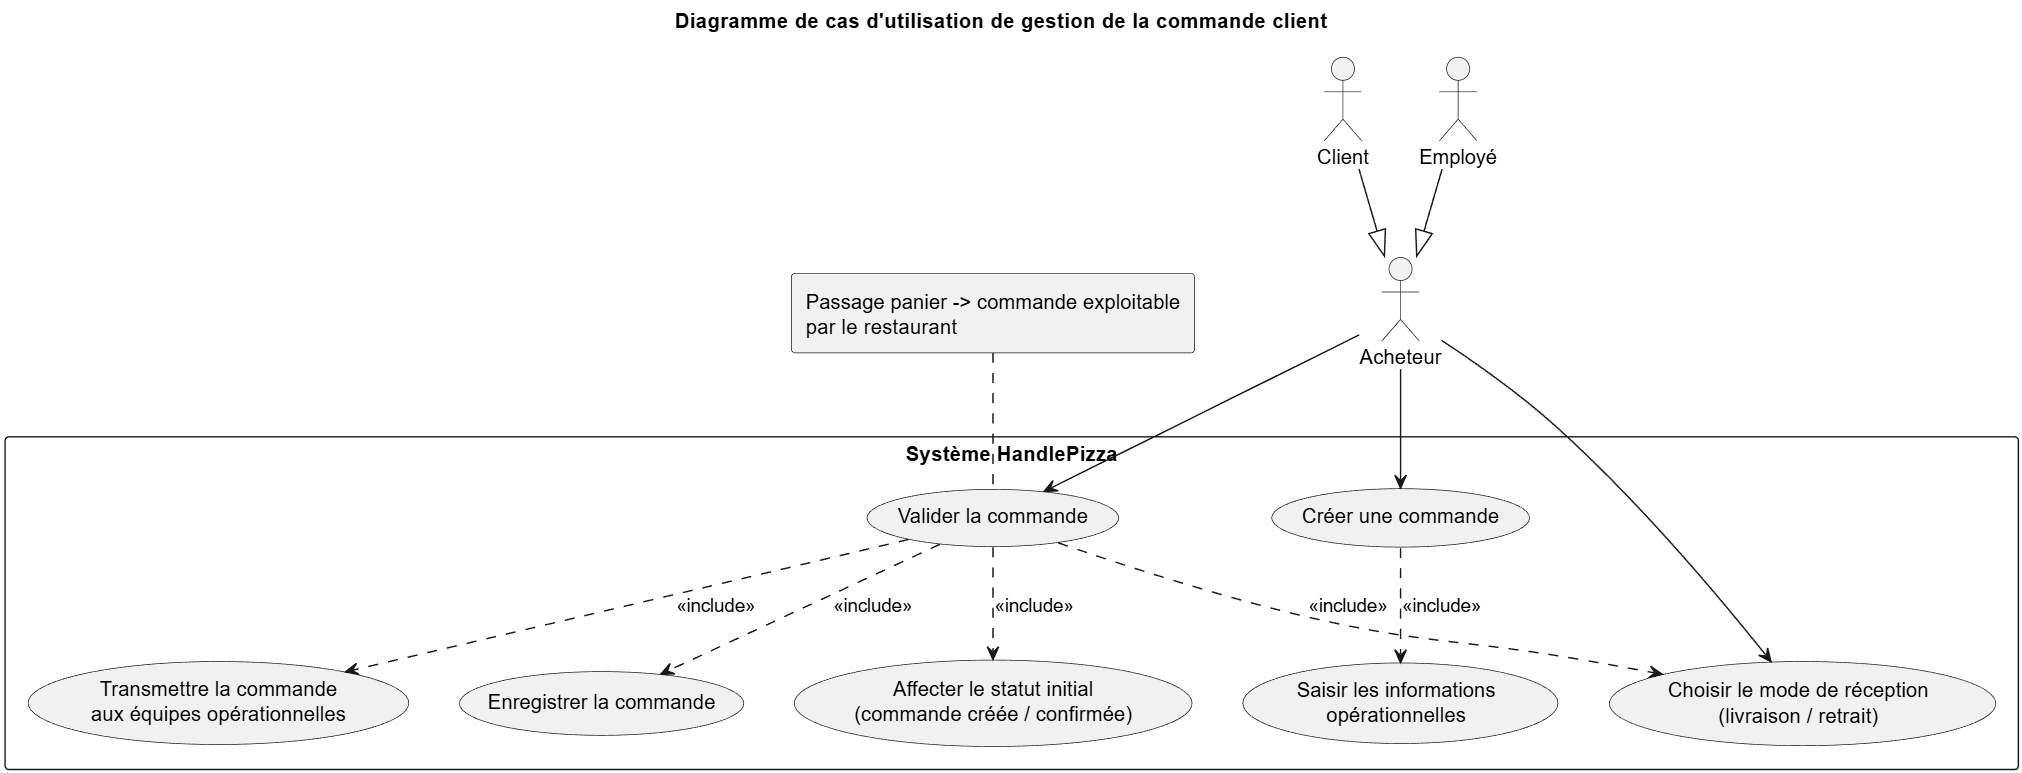 Diagramme de cas d'utilisation de gestion de la commande client
Client
Employé
Passage panier -> commande exploitable
par le restaurant
Acheteur
Système HandlePizza
Valider la commande
Créer une commande
«include»
«include»
«include»
«include»
«include»
Transmettre la commande
aux équipes opérationnelles
Enregistrer la commande
Affecter le statut initial
(commande créée / confirmée)
Saisir les informations
opérationnelles
Choisir le mode de réception
(livraison / retrait)